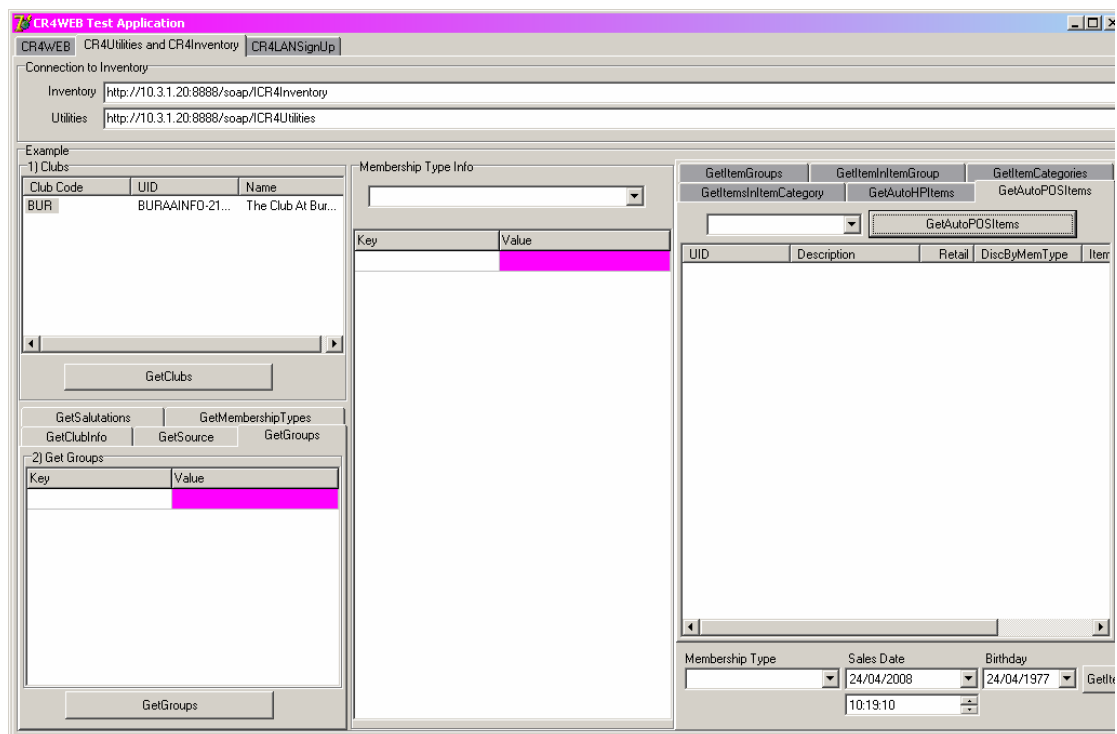 CR4WEB Test Application
CR4WEB CR4Utilities and CR4Inventory CR4LANSignUp
Connection to Inventory
Inventory http://10.3.1.20:8888/soap/ICR4Inventory
Utilities http://10.3.1.20:8888/soap/ICR4Utilities
Example
1) Clubs
Club Code UID Name
BUR BURAAINFO-21... The Club At Bur...
GetClubs
GetSalutations GetMembershipTypes
GetClubInfo GetSource GetGroups
2) Get Groups
Key Value
GetGroups
Membership Type Info
Key Value
GetItemGroups GetItemInItemGroup GetItemCategories
GetItemsInItemCategory GetAutoHPItems GetAutoPOSItems
GetAutoPOSItems
UID Description Retail DiscByMemType Item
Membership Type Sales Date Birthday
24/04/2008 24/04/1977 GetIte
10:19:10